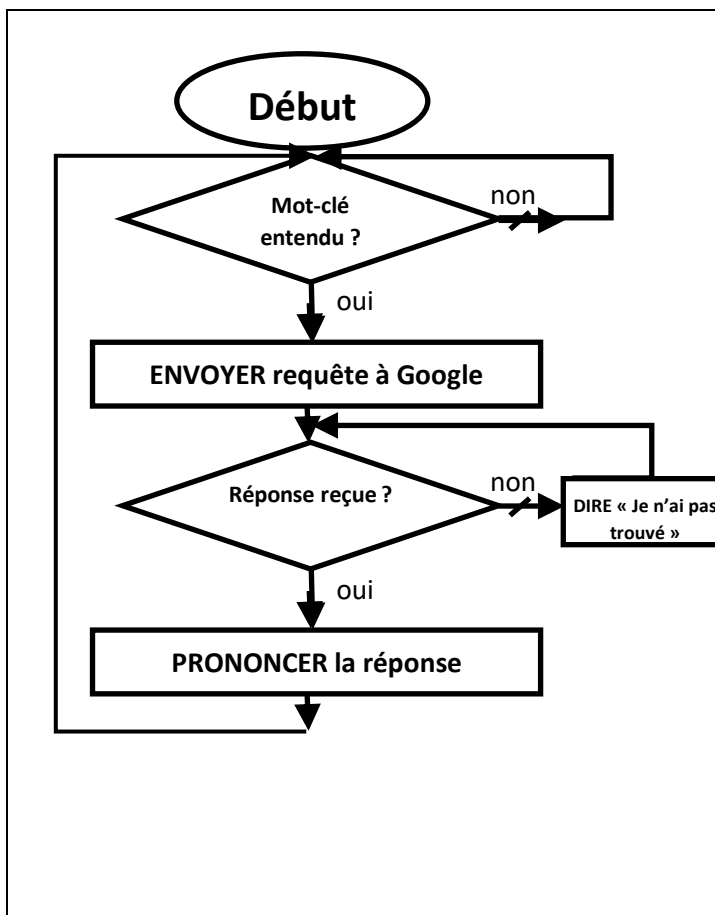 Début
Mot-clé
entendu ?
non
oui
ENVOYER requête à Google
Réponse reçue ?
non
DIRE « Je n’ai pas
trouvé »
oui
PRONONCER la réponse